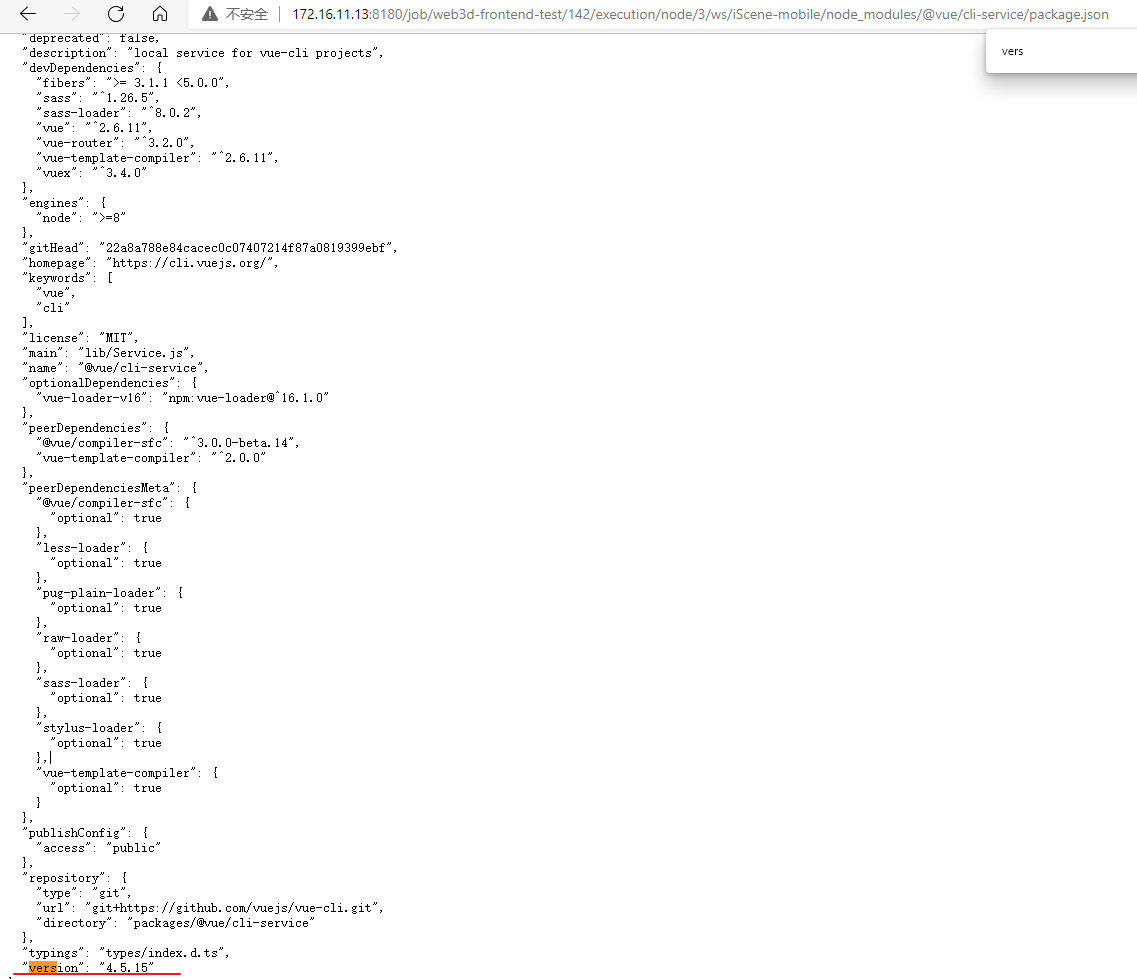 不安全 172.16.11.13:8180/job/web3d-frontend-test/142/execution/node/3/ws/iScene-mobile/node_modules/@vue/cli-service/package.json
vers
"deprecated": false,
"description": "local service for vue-cli projects",
"devDependencies": {
"fibers": ">= 3.1.1 <5.0.0",
"sass": "^1.26.5",
"sass-loader": "^8.0.2",
"vue": "^2.6.11",
"vue-router": "^3.2.0",
"vue-template-compiler": "^2.6.11",
"vuex": "^3.4.0"
},
"engines": {
"node": ">=8"
},
"gitHead": "22a8a788e84cacec0c07407214f87a0819399ebf",
"homepage": "https://cli.vuejs.org/",
"keywords": [
"vue",
"cli"
],
"license": "MIT",
"main": "lib/Service.js",
"name": "@vue/cli-service",
"optionalDependencies": {
"vue-loader-v16": "npm:vue-loader@^16.1.0"
},
"peerDependencies": {
"@vue/compiler-sfc": "^3.0.0-beta.14",
"vue-template-compiler": "^2.0.0"
},
"peerDependenciesMeta": {
"@vue/compiler-sfc": {
"optional": true
},
"less-loader": {
"optional": true
},
"pug-plain-loader": {
"optional": true
},
"raw-loader": {
"optional": true
},
"sass-loader": {
"optional": true
},
"stylus-loader": {
"optional": true
},
"vue-template-compiler": {
"optional": true
}
},
"publishConfig": {
"access": "public"
},
"repository": {
"type": "git",
"url": "git+https://github.com/vuejs/vue-cli.git",
"directory": "packages/@vue/cli-service"
},
"typings": "types/index.d.ts",
"version": "4.5.15"